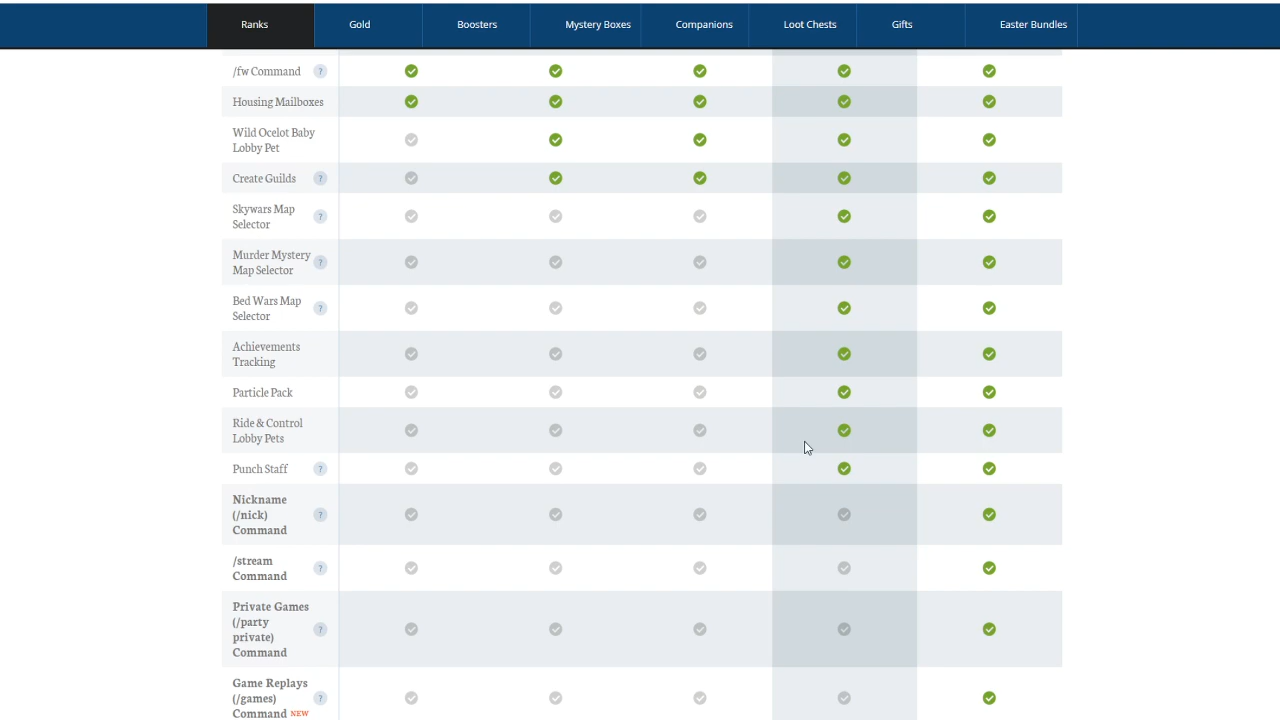 Ranks Gold Boosters Mystery Boxes Companions Loot Chests Gifts Easter Bundles
/fw Command ?
Housing Mailboxes
Wild Ocelot Baby
Lobby Pet
Create Guilds ?
Skywars Map
Selector ?
Murder Mystery
Map Selector ?
Bed Wars Map
Selector ?
Achievements
Tracking
Particle Pack
Ride & Control
Lobby Pets
Punch Staff ?
Nickname
(/nick) ?
Command
/stream
Command ?
Private Games
(/party
private) ?
Command
Game Replays
(/games) ?
Command NEW